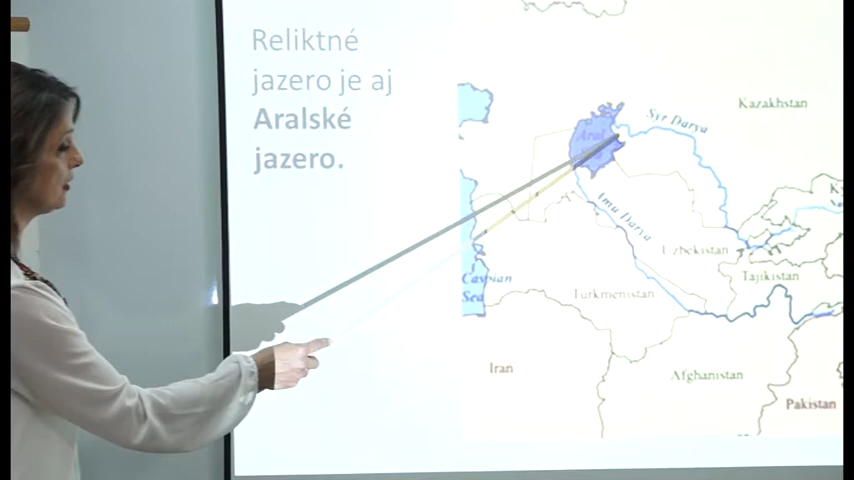 Reliktné
jazero je aj
Aralské
jazero.
Kazakhstan
Syr Darya
Aral
Amu Darya
Uzbekistan
Tajikistan
Caspian
Sea
Turkmenistan
Iran
Afghanistan
Pakistan